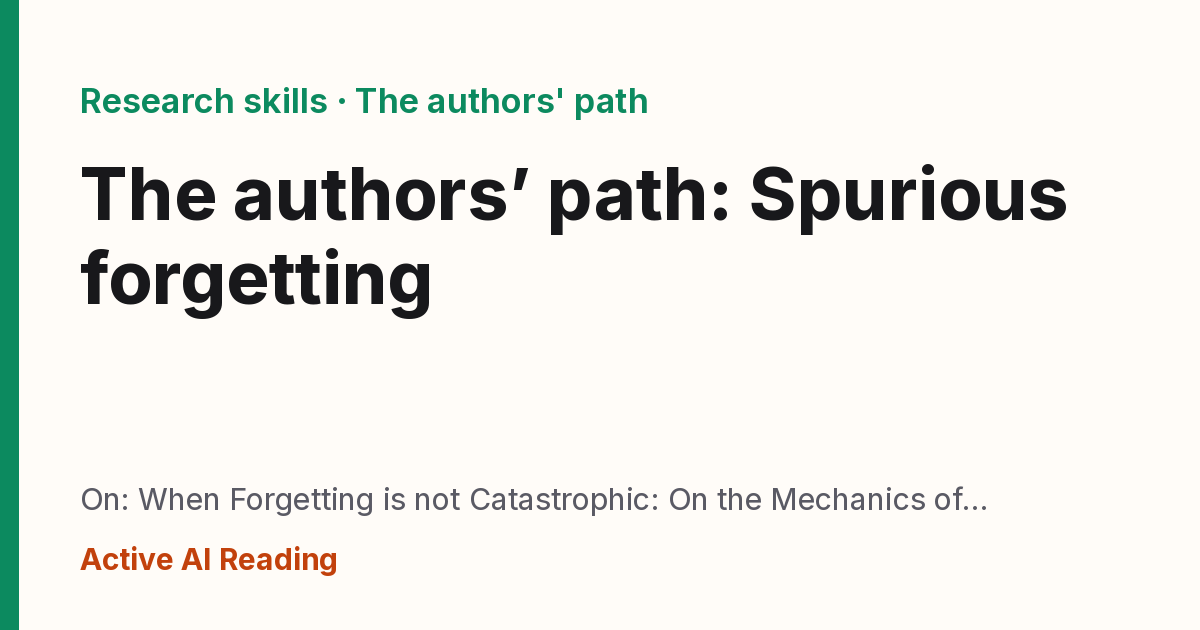 Research skills · The authors' path
The authors’ path: Spurious
forgetting
On: When Forgetting is not Catastrophic: On the Mechanics of…
Active AI Reading